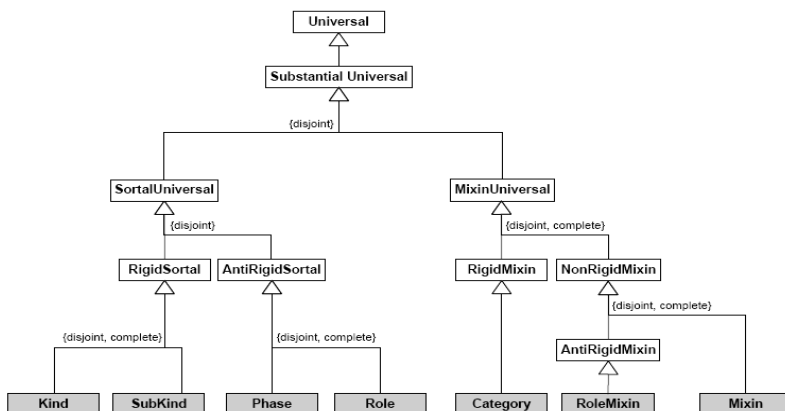 Universal
Substantial Universal
{disjoint}
SortalUniversal
MixinUniversal
{disjoint}
{disjoint, complete}
RigidSortal
AntiRigidSortal
RigidMixin
NonRigidMixin
{disjoint, complete}
{disjoint, complete}
{disjoint, complete}
AntiRigidMixin
Kind
SubKind
Phase
Role
Category
RoleMixin
Mixin